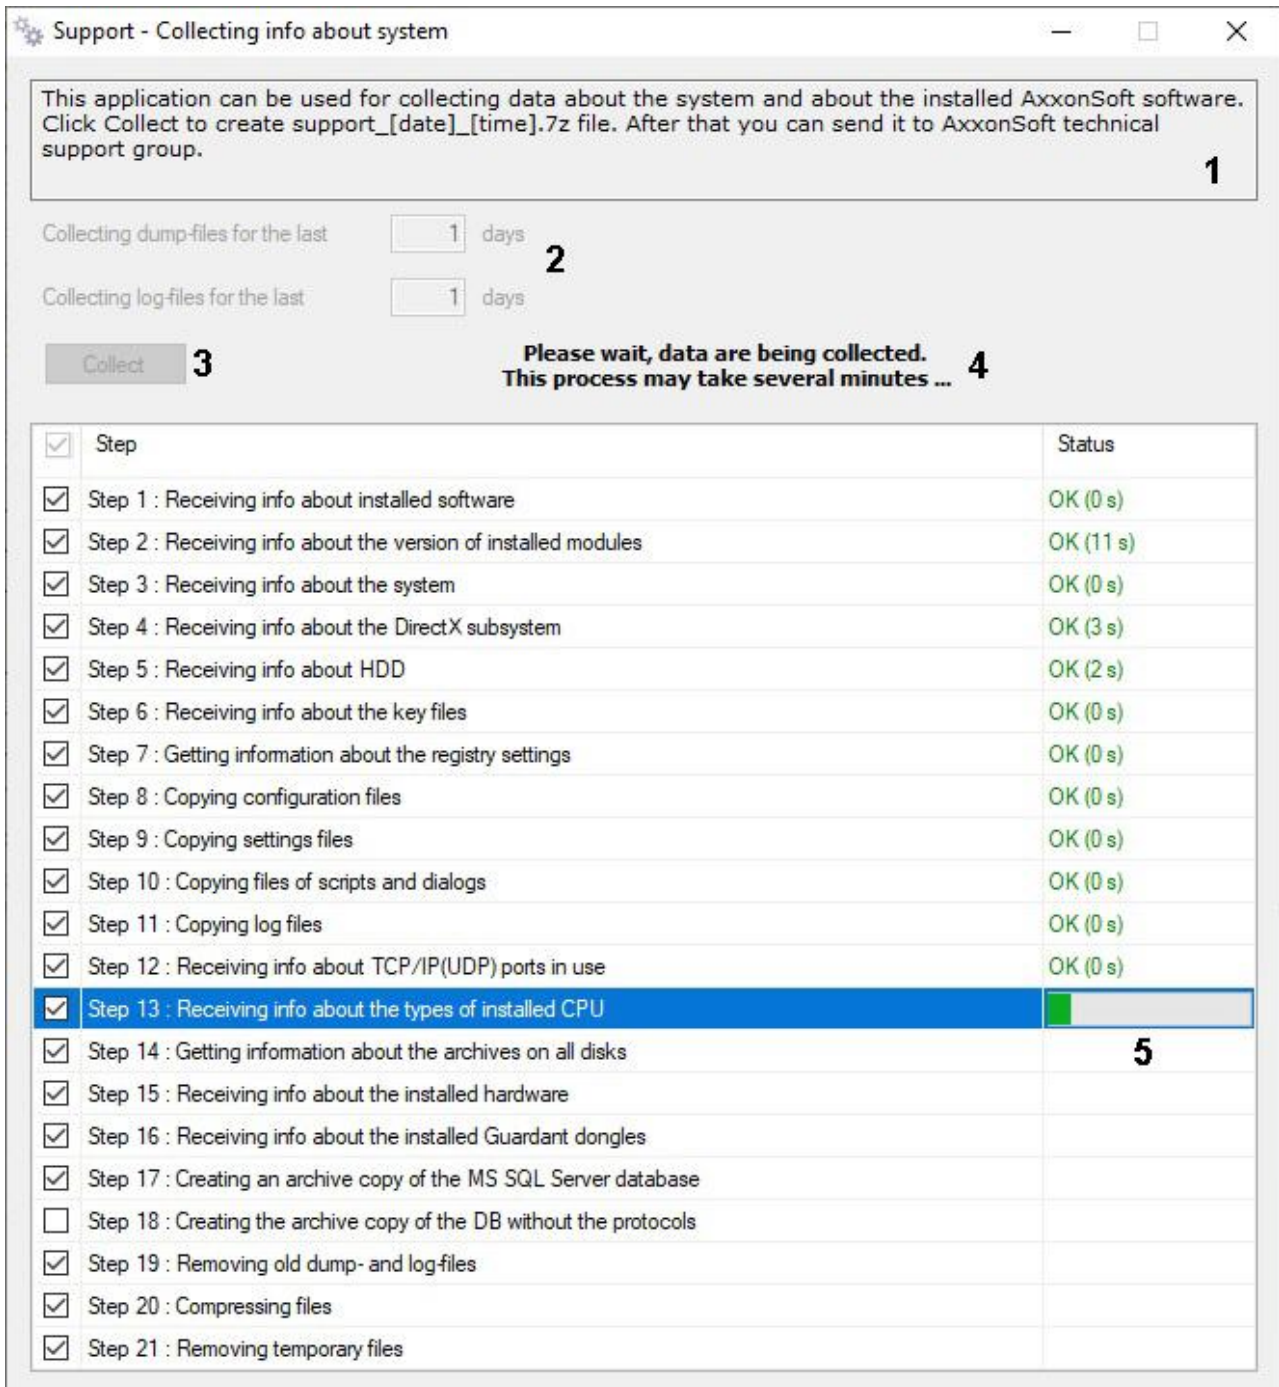 Support - Collecting info about system
This application can be used for collecting data about the system and about the installed AxxonSoft software.
Click Collect to create support_[date]_[time].7z file. After that you can send it to AxxonSoft technical
support group.
1
Collecting dump-files for the last 1 days
2
Collecting log-files for the last 1 days
Collect 3
Please wait, data are being collected.
This process may take several minutes ... 4
Step Status
Step 1 : Receiving info about installed software OK (0 s)
Step 2 : Receiving info about the version of installed modules OK (11 s)
Step 3 : Receiving info about the system OK (0 s)
Step 4 : Receiving info about the DirectX subsystem OK (3 s)
Step 5 : Receiving info about HDD OK (2 s)
Step 6 : Receiving info about the key files OK (0 s)
Step 7 : Getting information about the registry settings OK (0 s)
Step 8 : Copying configuration files OK (0 s)
Step 9 : Copying settings files OK (0 s)
Step 10 : Copying files of scripts and dialogs OK (0 s)
Step 11 : Copying log files OK (0 s)
Step 12 : Receiving info about TCP/IP(UDP) ports in use OK (0 s)
Step 13 : Receiving info about the types of installed CPU
Step 14 : Getting information about the archives on all disks 5
Step 15 : Receiving info about the installed hardware
Step 16 : Receiving info about the installed Guardant dongles
Step 17 : Creating an archive copy of the MS SQL Server database
Step 18 : Creating the archive copy of the DB without the protocols
Step 19 : Removing old dump- and log-files
Step 20 : Compressing files
Step 21 : Removing temporary files